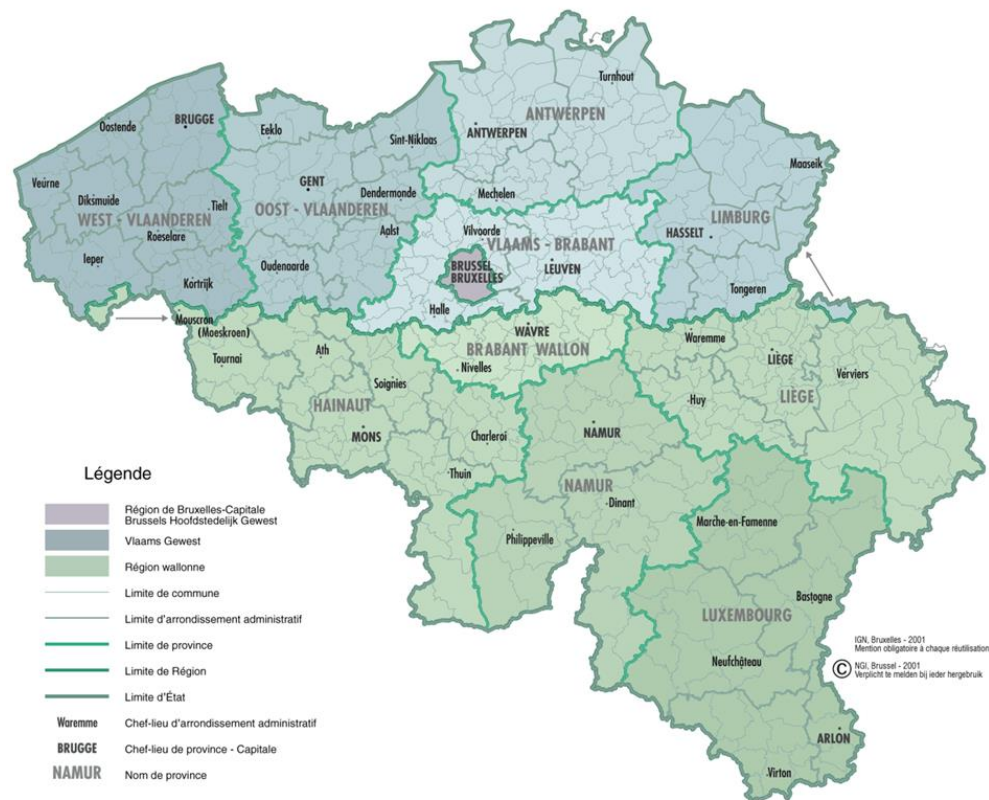 Turnhout
ANTWERPEN
ANTWERPEN
Oostende
BRUGGE
Eeklo
Sint-Niklaas
Maaseik
Veurne
GENT
Dendermonde
Mechelen
Diksmuide
Tielt
WEST - VLAANDEREN
OOST - VLAANDEREN
LIMBURG
Roeselare
Aalst
Vilvoorde
VLAAMS - BRABANT
HASSELT
Ieper
Oudenaarde
BRUSSEL
BRUXELLES
LEUVEN
Kortrijk
Tongeren
Halle
Mouscron
(Moeskroen)
WAVRE
BRABANT WALLON
Waremme
Tournai
Ath
LIÈGE
Nivelles
Verviers
Soignies
HAINAUT
Huy
LIÈGE
MONS
Charleroi
NAMUR
Thuin
NAMUR
Dinant
Philippeville
Marche-en-Famenne
Bastogne
LUXEMBOURG
Neufchâteau
ARLON
Virton
Légende
Région de Bruxelles-Capitale
Brussels Hoofdstedelijk Gewest
Vlaams Gewest
Région wallonne
Limite de commune
Limite d'arrondissement administratif
Limite de province
Limite de Région
Limite d'État
Waremme Chef-lieu d'arrondissement administratif
BRUGGE Chef-lieu de province - Capitale
NAMUR Nom de province
IGN, Bruxelles - 2001
Mention obligatoire à chaque réutilisation
© NGI, Brussel - 2001
Verplicht te melden bij ieder hergebruik